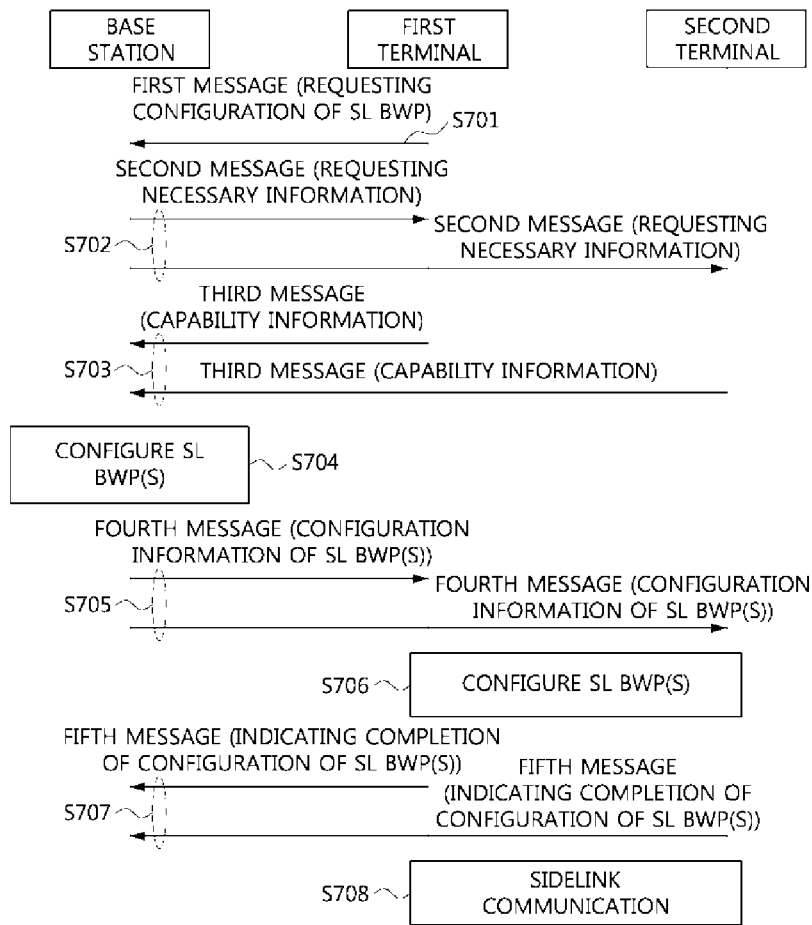 BASE
STATION
FIRST
TERMINAL
SECOND
TERMINAL
FIRST MESSAGE (REQUESTING
CONFIGURATION OF SL BWP)
S701
SECOND MESSAGE (REQUESTING
NECESSARY INFORMATION)
SECOND MESSAGE (REQUESTING
NECESSARY INFORMATION)
S702
THIRD MESSAGE
(CAPABILITY INFORMATION)
S703
THIRD MESSAGE (CAPABILITY INFORMATION)
CONFIGURE SL
BWP(S)
S704
FOURTH MESSAGE (CONFIGURATION
INFORMATION OF SL BWP(S))
FOURTH MESSAGE (CONFIGURATION
INFORMATION OF SL BWP(S))
S705
S706
CONFIGURE SL BWP(S)
FIFTH MESSAGE (INDICATING COMPLETION
OF CONFIGURATION OF SL BWP(S))
FIFTH MESSAGE
(INDICATING COMPLETION OF
CONFIGURATION OF SL BWP(S))
S707
S708
SIDELINK
COMMUNICATION